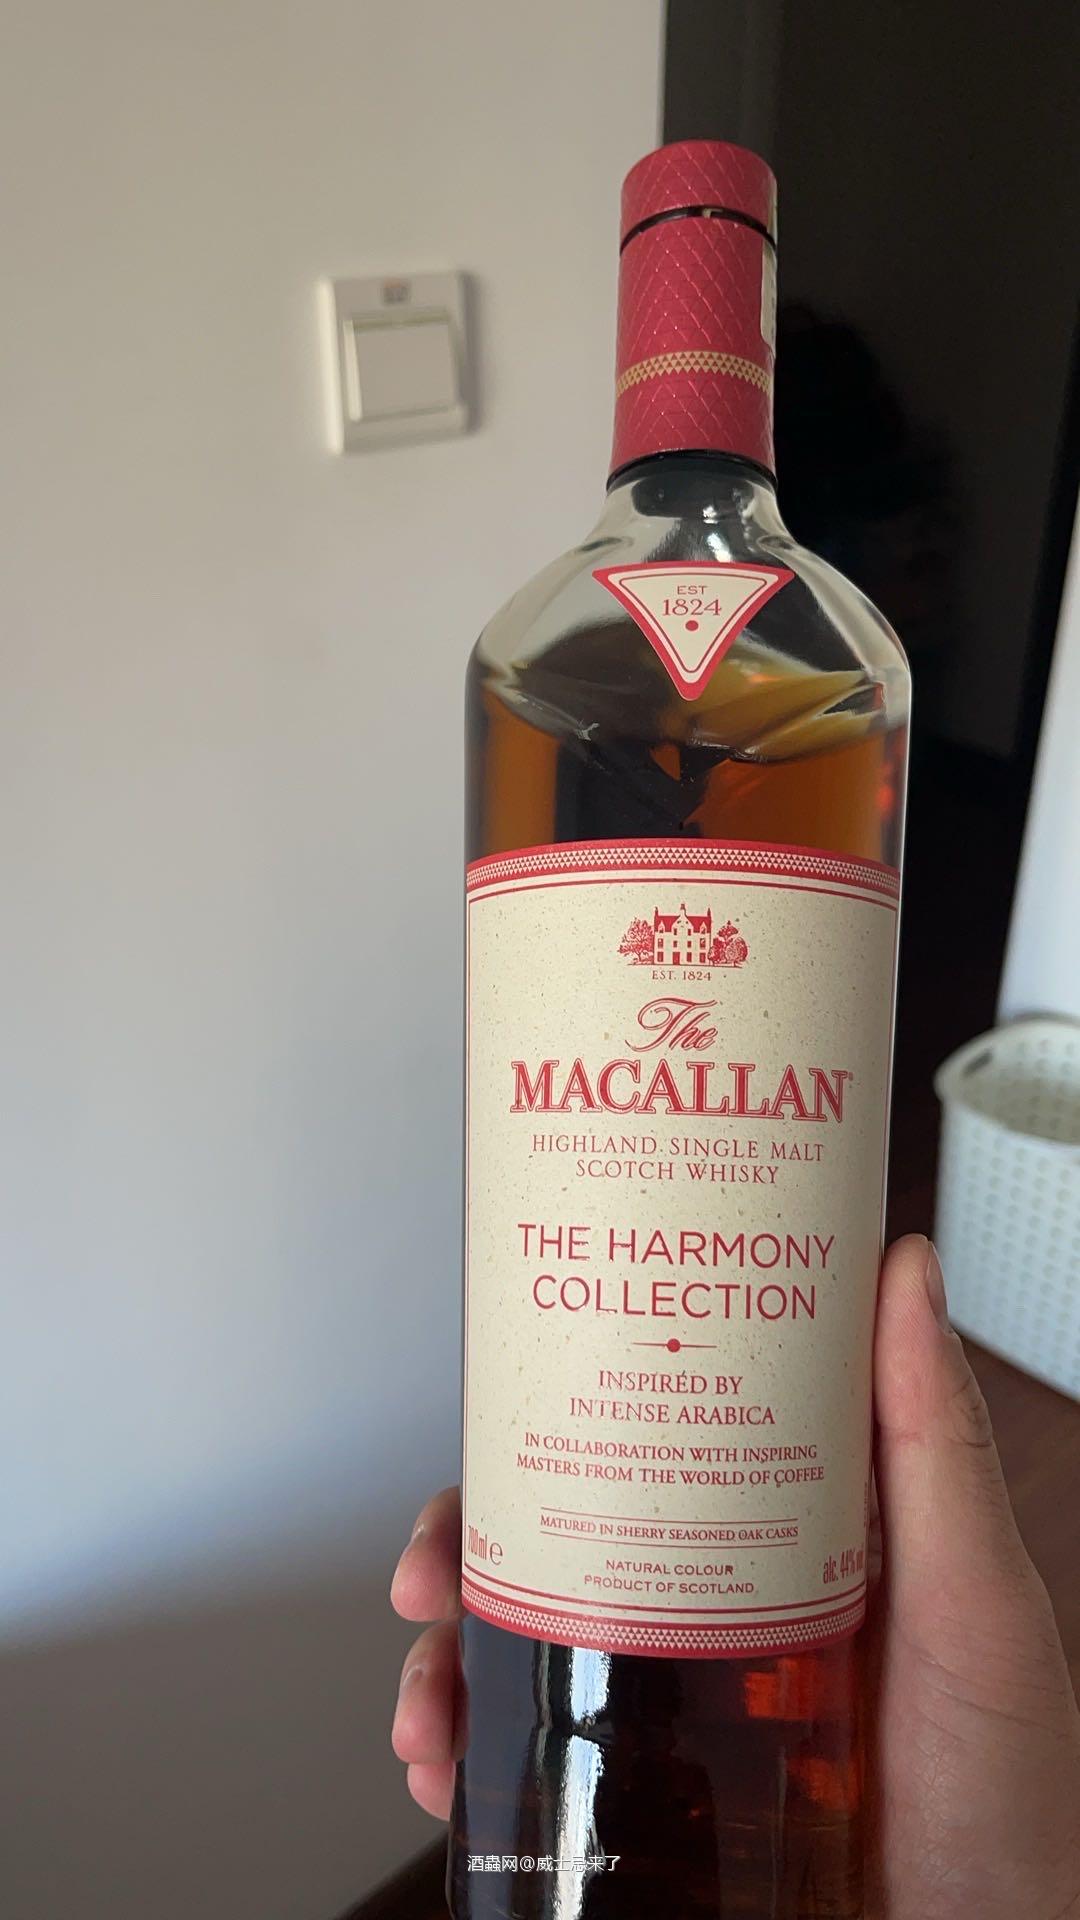 EST
1824
EST. 1824
The
MACALLAN
HIGHLAND SINGLE MALT
SCOTCH WHISKY
THE HARMONY
COLLECTION
INSPIRED BY
INTENSE ARABICA
IN COLLABORATION WITH INSPIRING
MASTERS FROM THE WORLD OF COFFEE
MATURED IN SHERRY SEASONED OAK CASKS
700ml e
alc. 44% vol
NATURAL COLOUR
PRODUCT OF SCOTLAND
酒蟲网@威士忌来了